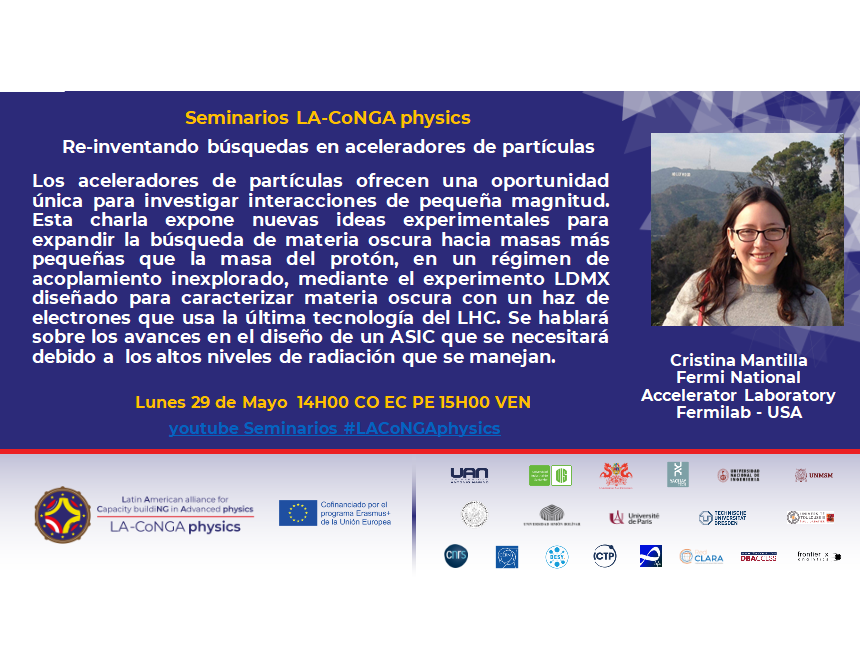 Seminarios LA-CoNGA physics
Re-inventando búsquedas en aceleradores de partículas
Los aceleradores de partículas ofrecen una oportunidad
única para investigar interacciones de pequeña magnitud.
Esta charla expone nuevas ideas experimentales para
expandir la búsqueda de materia oscura hacia masas más
pequeñas que la masa del protón, en un régimen de
acoplamiento inexplorado, mediante el experimento LDMX
diseñado para caracterizar materia oscura con un haz de
electrones que usa la última tecnología del LHC. Se hablará
sobre los avances en el diseño de un ASIC que se necesitará
debido a los altos niveles de radiación que se manejan.
Lunes 29 de Mayo 14H00 CO EC PE 15H00 VEN
youtube Seminarios #LACoNGAphysics
HOLLYWOOD
Cristina Mantilla
Fermi National
Accelerator Laboratory
Fermilab - USA
Latin American alliance for
Capacity buildiNG in Advanced physics
LA-CoNGA physics
Cofinanciado por el
programa Erasmus+
de la Unión Europea
UAN
UIS
YACHAY
UNIVERSIDAD
NACIONAL DE
INGENIERÍA
UNMSM
UNIVERSIDAD SIMÓN BOLÍVAR
Université
de Paris
TECHNISCHE
UNIVERSITÄT
DRESDEN
cnrs
CERN
ICTP
CLARA
DBACCESS
frontier x
analytics